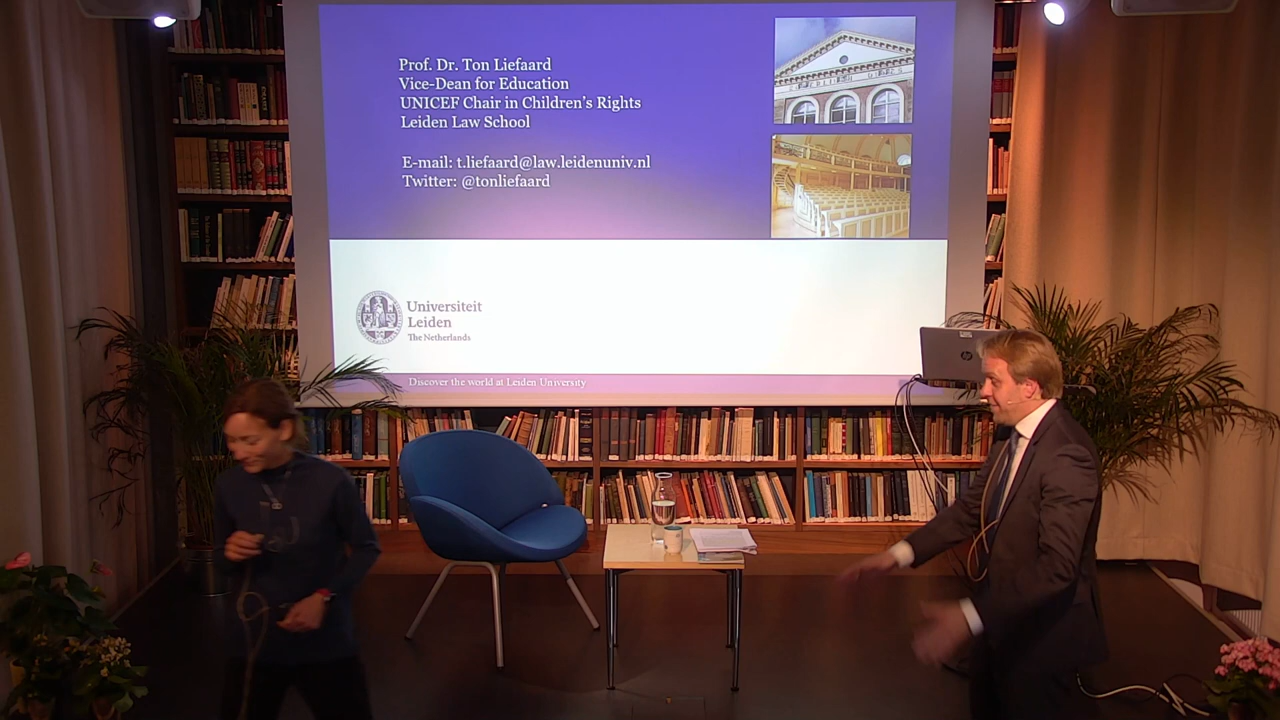 Prof. Dr. Ton Liefaard
Vice-Dean for Education
UNICEF Chair in Children's Rights
Leiden Law School
E-mail: t.liefaard@law.leidenuniv.nl
Twitter: @tonliefaard
Universiteit
Leiden
The Netherlands
Discover the world at Leiden University
hp